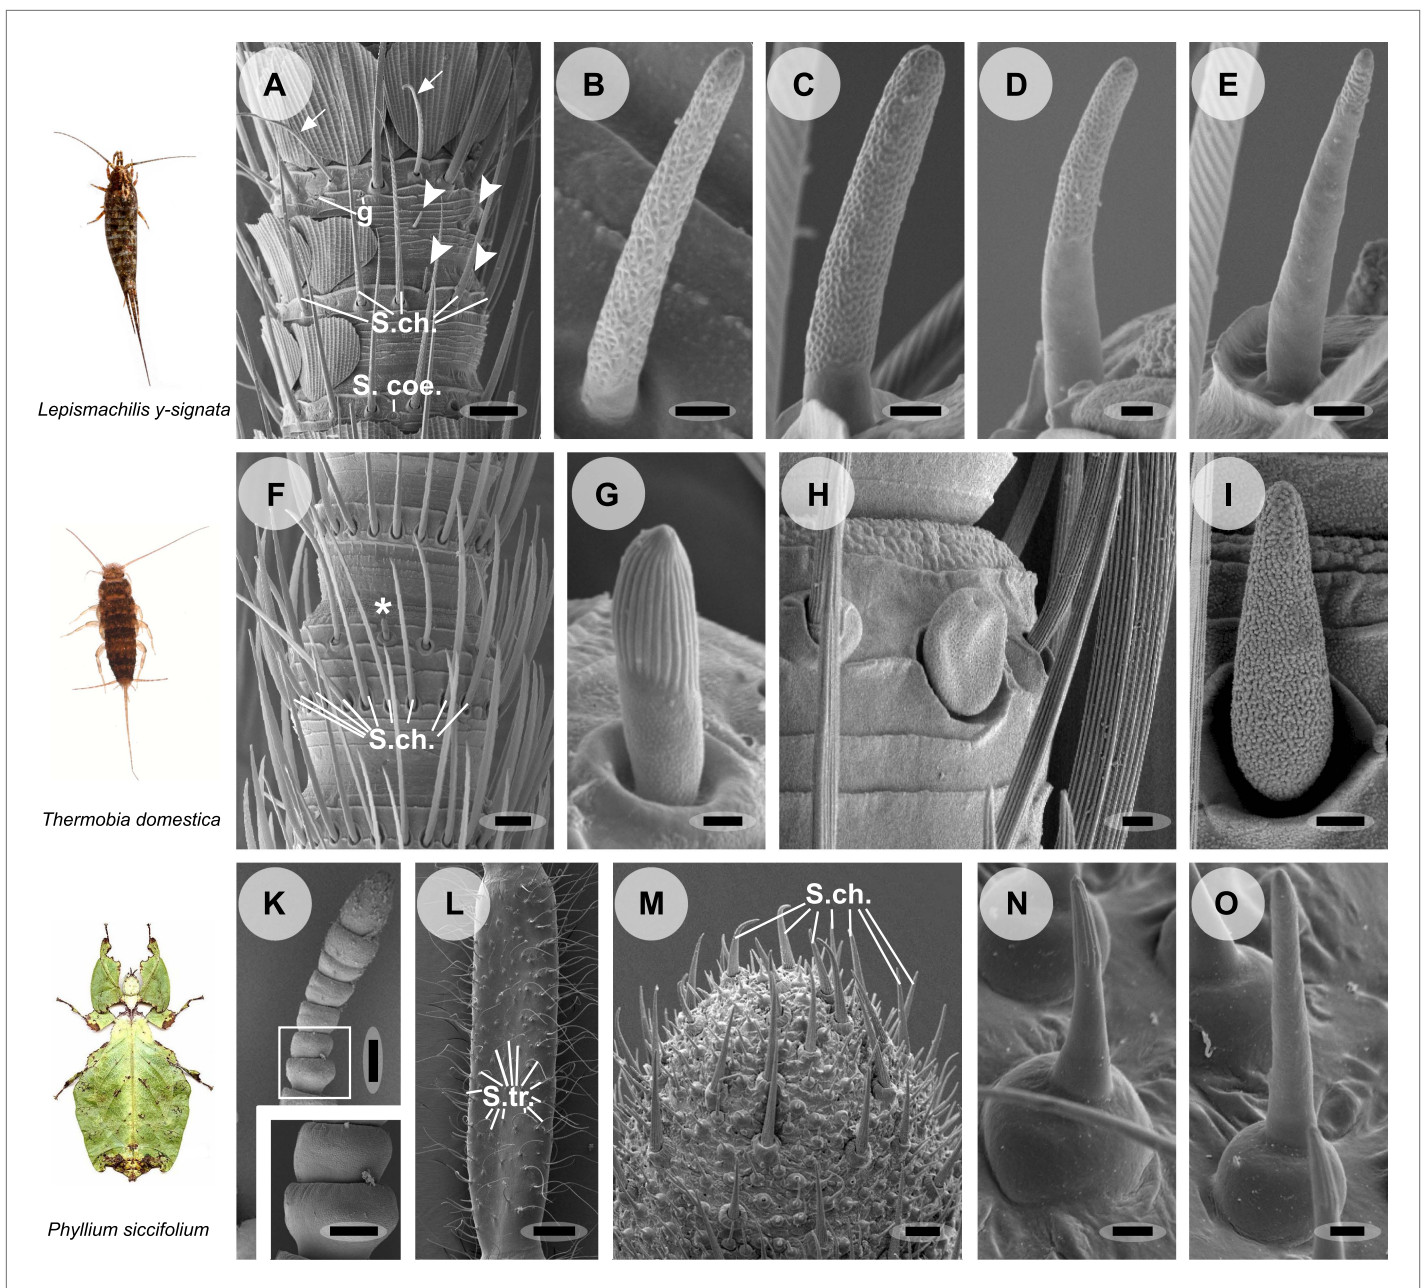 A
B
C
D
E
g
S.ch.
S. coe.
Lepismachilis y-signata
F
G
H
I
*
S.ch.
Thermobia domestica
K
L
M
N
O
S.ch.
S.tr.
Phyllium siccifolium